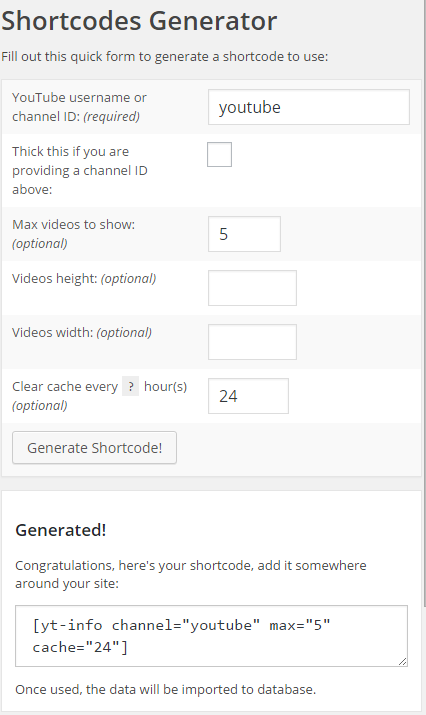 Shortcodes Generator
Fill out this quick form to generate a shortcode to use:
YouTube username or
channel ID: (required)
youtube
Thick this if you are
providing a channel ID
above:
Max videos to show:
(optional)
5
Videos height: (optional)
Videos width: (optional)
Clear cache every ? hour(s)
(optional)
24
Generate Shortcode!
Generated!
Congratulations, here's your shortcode, add it somewhere
around your site:
[yt-info channel="youtube" max="5"
cache="24"]
Once used, the data will be imported to database.